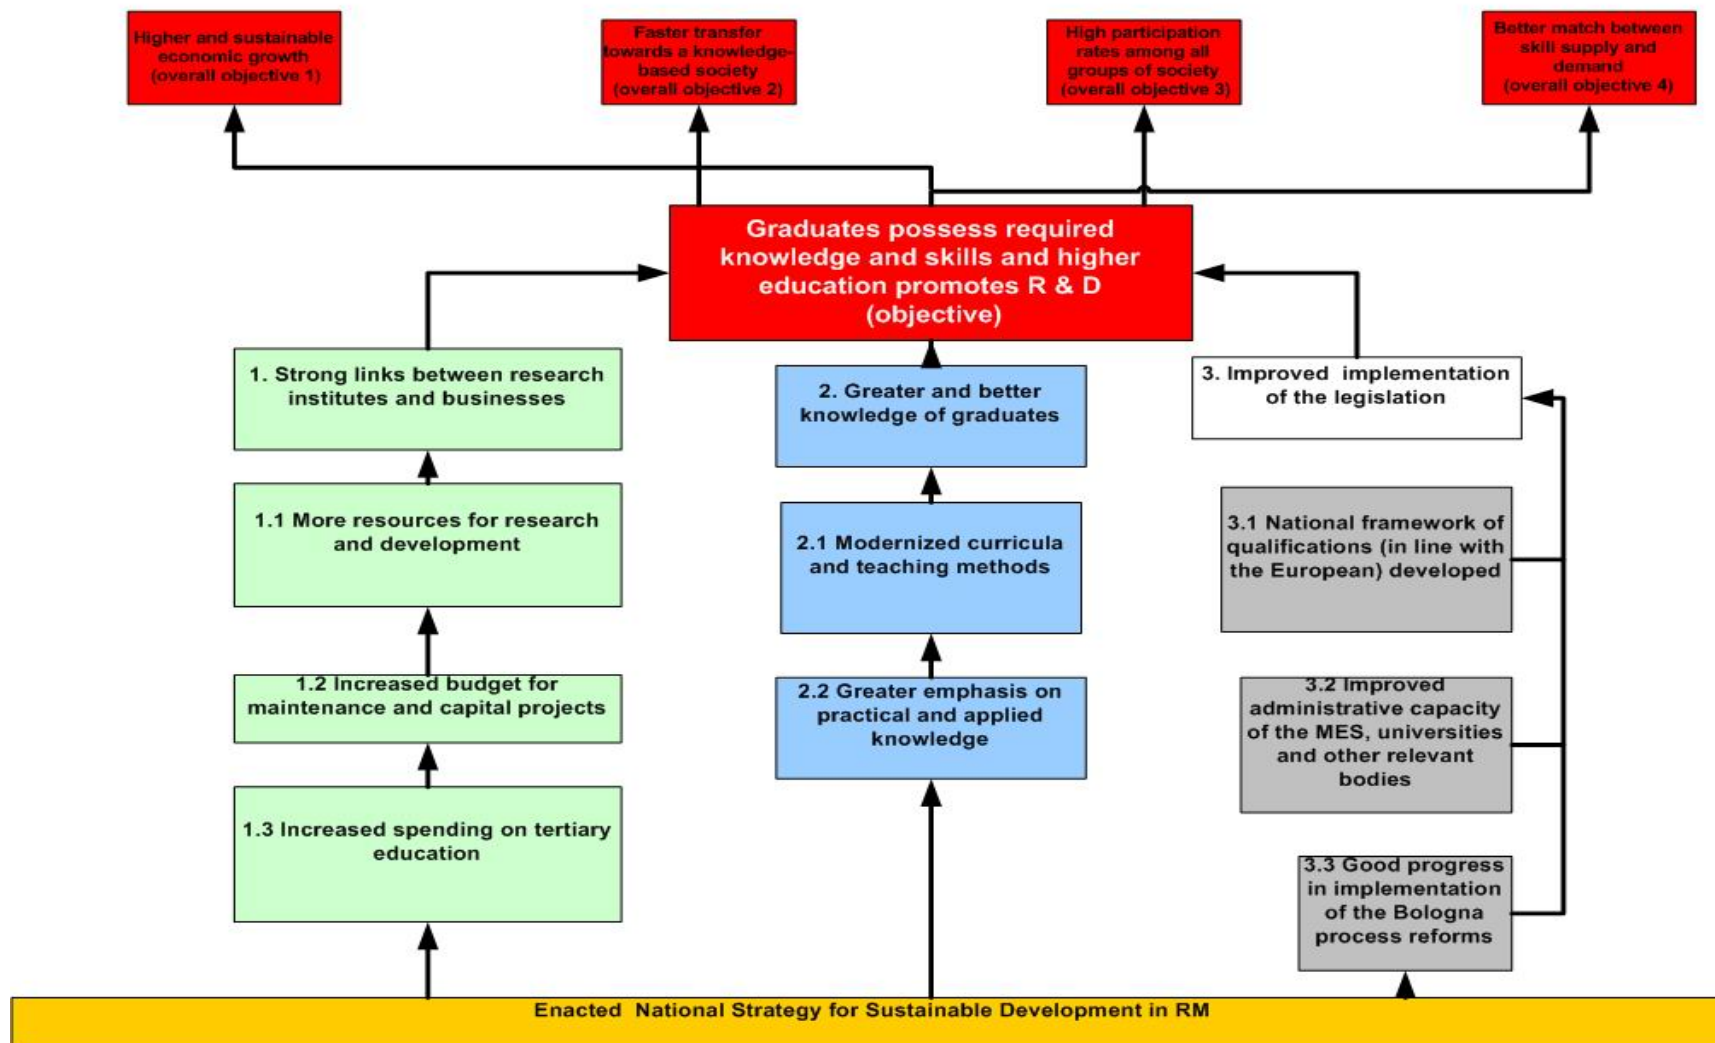 Higher and sustainable
economic growth
(overall objective 1)
Faster transfer
towards a knowledge-
based society
(overall objective 2)
High participation
rates among all
groups of society
(overall objective 3)
Better match between
skill supply and
demand
(overall objective 4)
Graduates possess required
knowledge and skills and higher
education promotes R & D
(objective)
1. Strong links between research
institutes and businesses
2. Greater and better
knowledge of graduates
3. Improved implementation
of the legislation
1.1 More resources for research
and development
2.1 Modernized curricula
and teaching methods
3.1 National framework of
qualifications (in line with
the European) developed
1.2 Increased budget for
maintenance and capital projects
2.2 Greater emphasis on
practical and applied
knowledge
3.2 Improved
administrative capacity
of the MES, universities
and other relevant
bodies
1.3 Increased spending on tertiary
education
3.3 Good progress
in implementation
of the Bologna
process reforms
Enacted National Strategy for Sustainable Development in RM